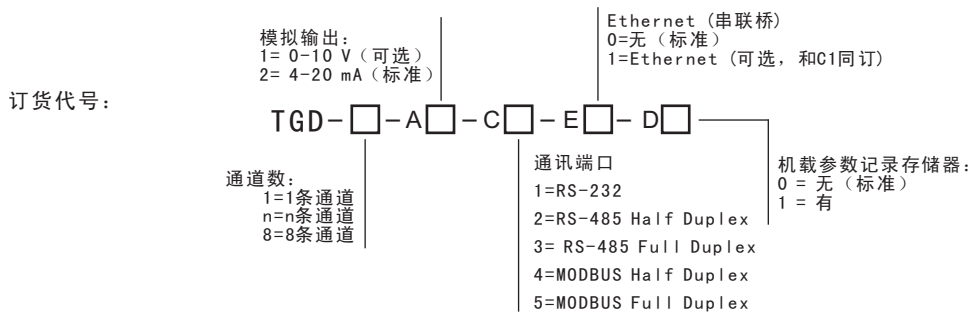 模拟输出：
1= 0-10 V（可选）
2= 4-20 mA（标准）
Ethernet (串联桥)
0=无（标准）
1=Ethernet (可选，和C1同订)
订货代号：
TGD-□-A□-C□-E□-D□
通道数：
1=1条通道
n=n条通道
8=8条通道
通讯端口
1=RS-232
2=RS-485 Half Duplex
3= RS-485 Full Duplex
4=MODBUS Half Duplex
5=MODBUS Full Duplex
机载参数记录存储器：
0 = 无（标准）
1 = 有